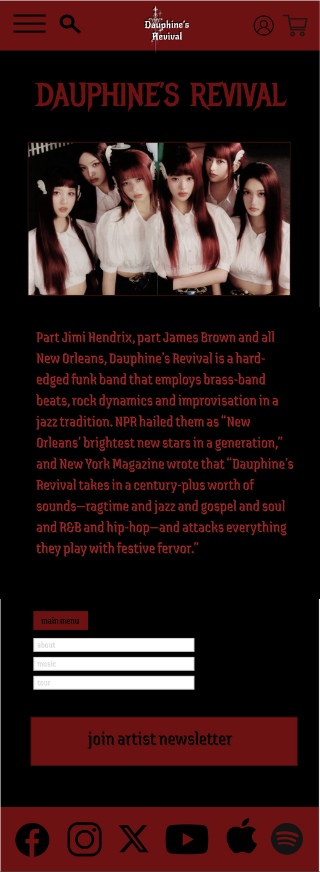 Dauphine's
Revival
DAUPHINE'S REVIVAL
Part Jimi Hendrix, part James Brown and all
New Orleans, Dauphine's Revival is a hard-
edged funk band that employs brass-band
beats, rock dynamics and improvisation in a
jazz tradition. NPR hailed them as "New
Orleans' brightest new stars in a generation,"
and New York Magazine wrote that "Dauphine's
Revival takes in a century-plus worth of
sounds—ragtime and jazz and gospel and soul
and R&B and hip-hop—and attacks everything
they play with festive fervor."
main menu
about
music
tour
join artist newsletter